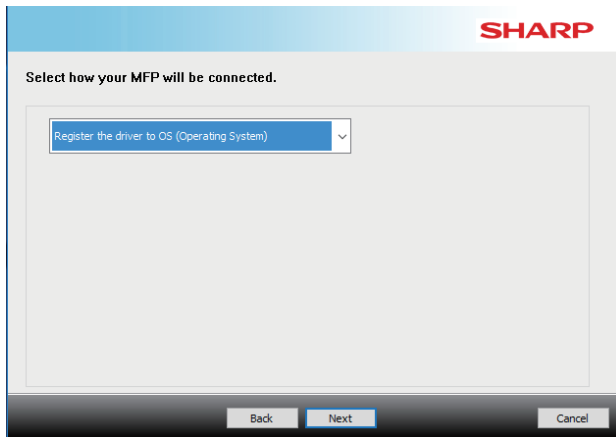 SHARP
Select how your MFP will be connected.
Register the driver to OS (Operating System)
Back Next Cancel